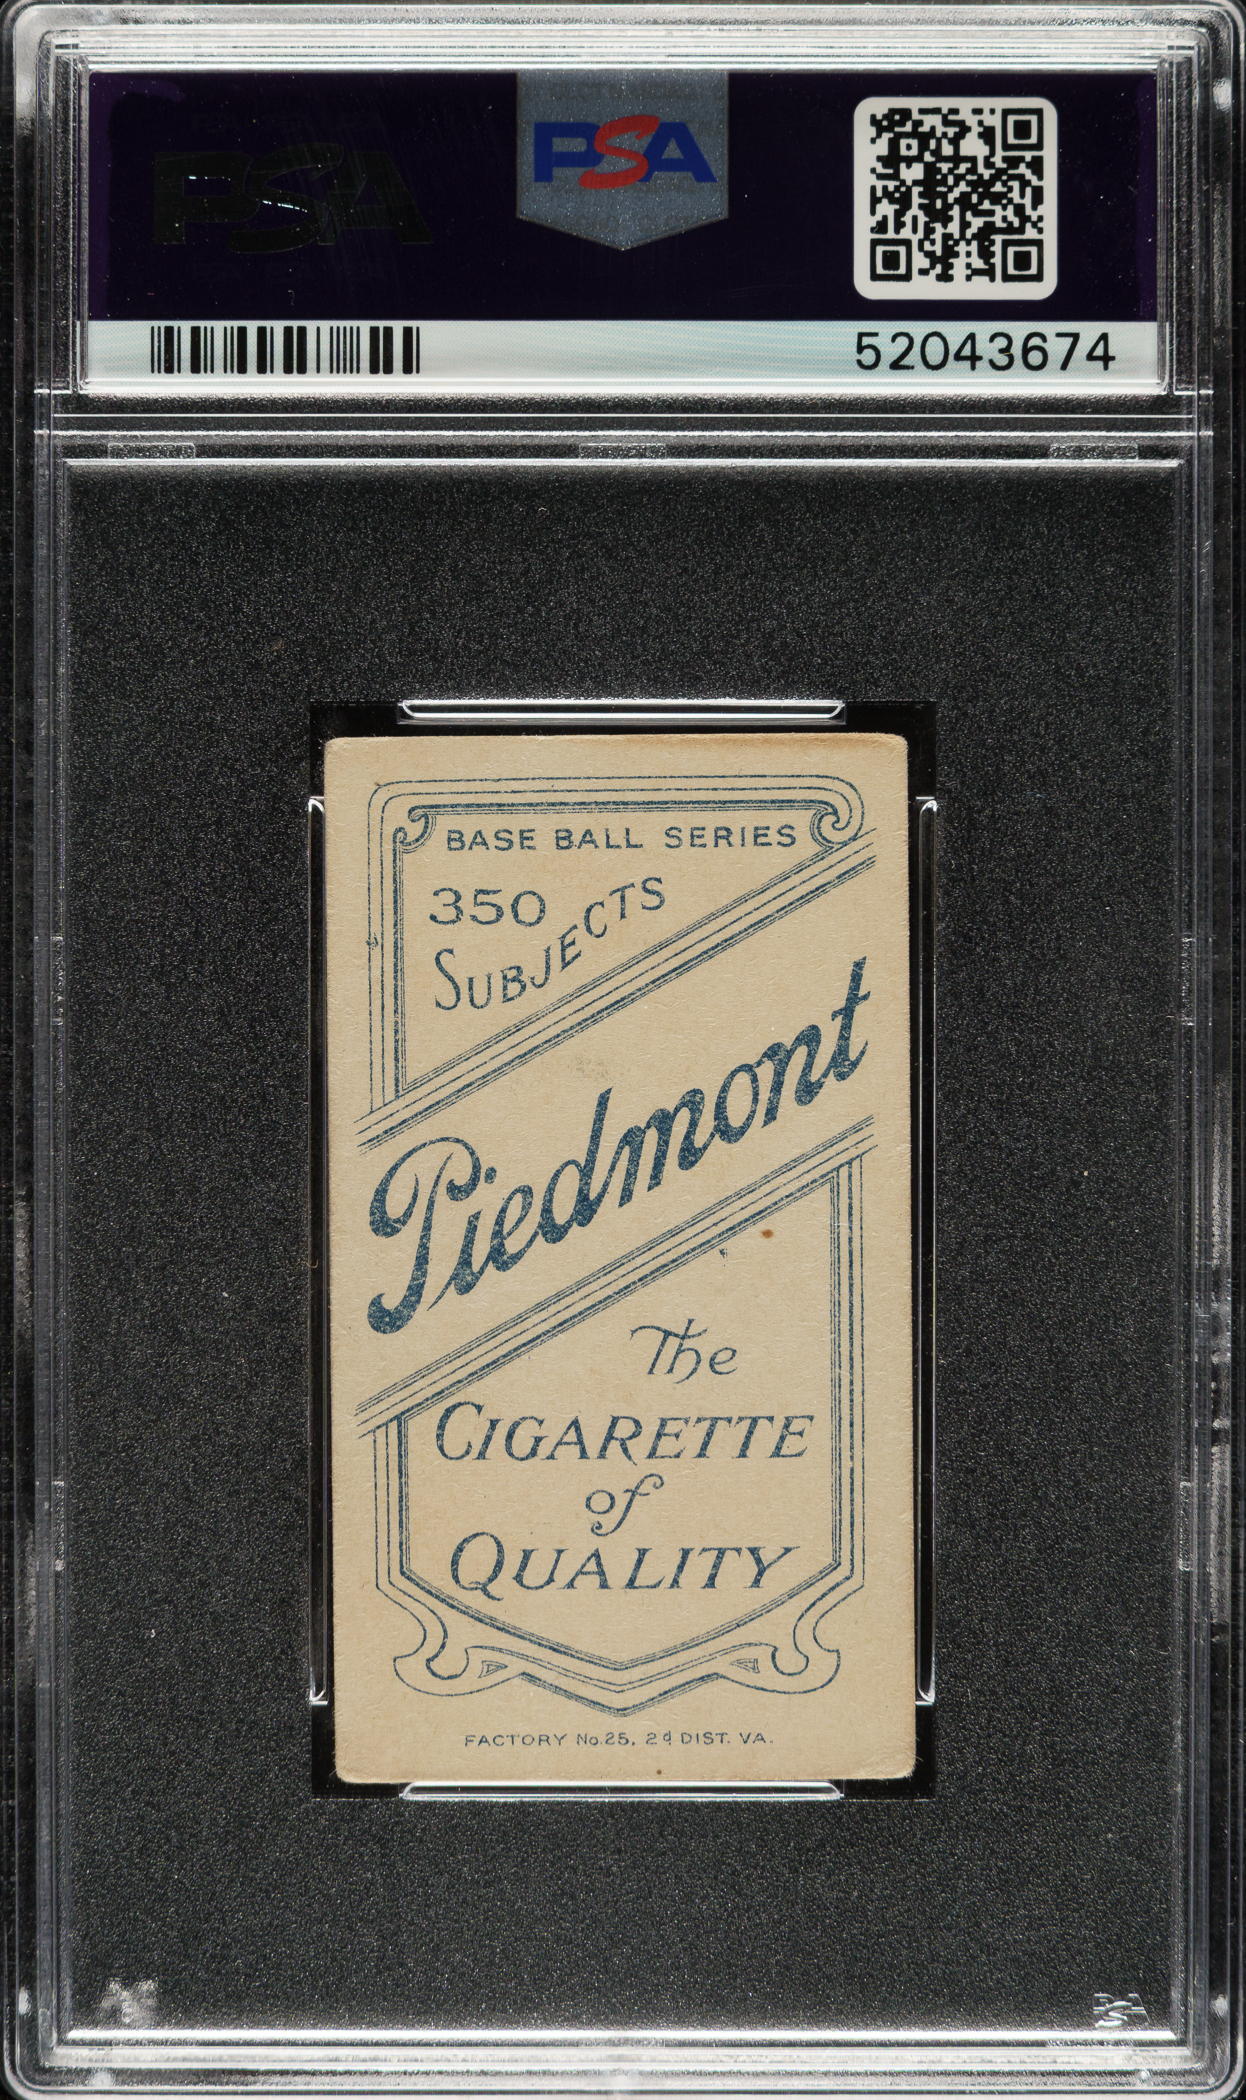 PSA
PSA
52043674
BASE BALL SERIES
350
SUBJECTS
Piedmont
The
CIGARETTE
of
QUALITY
FACTORY No. 25, 2d DIST. VA.
PSA